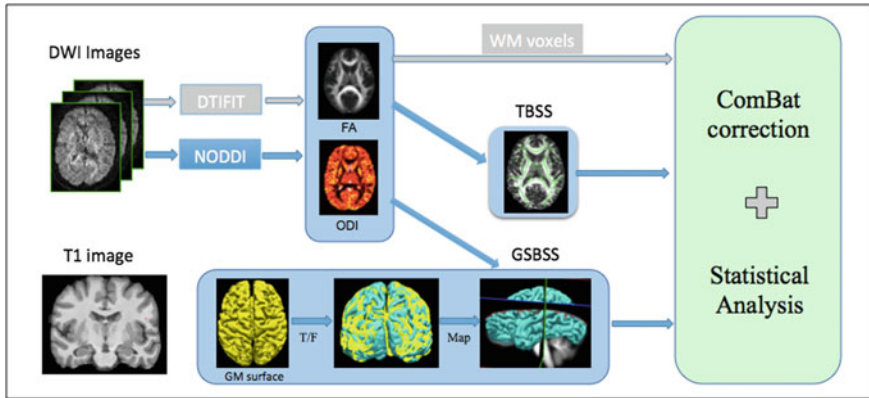 DWI Images
DTIFIT
NODDI
FA
ODI
WM voxels
TBSS
T1 image
GSBSS
GM surface
T/F
Map
ComBat
correction
Statistical
Analysis